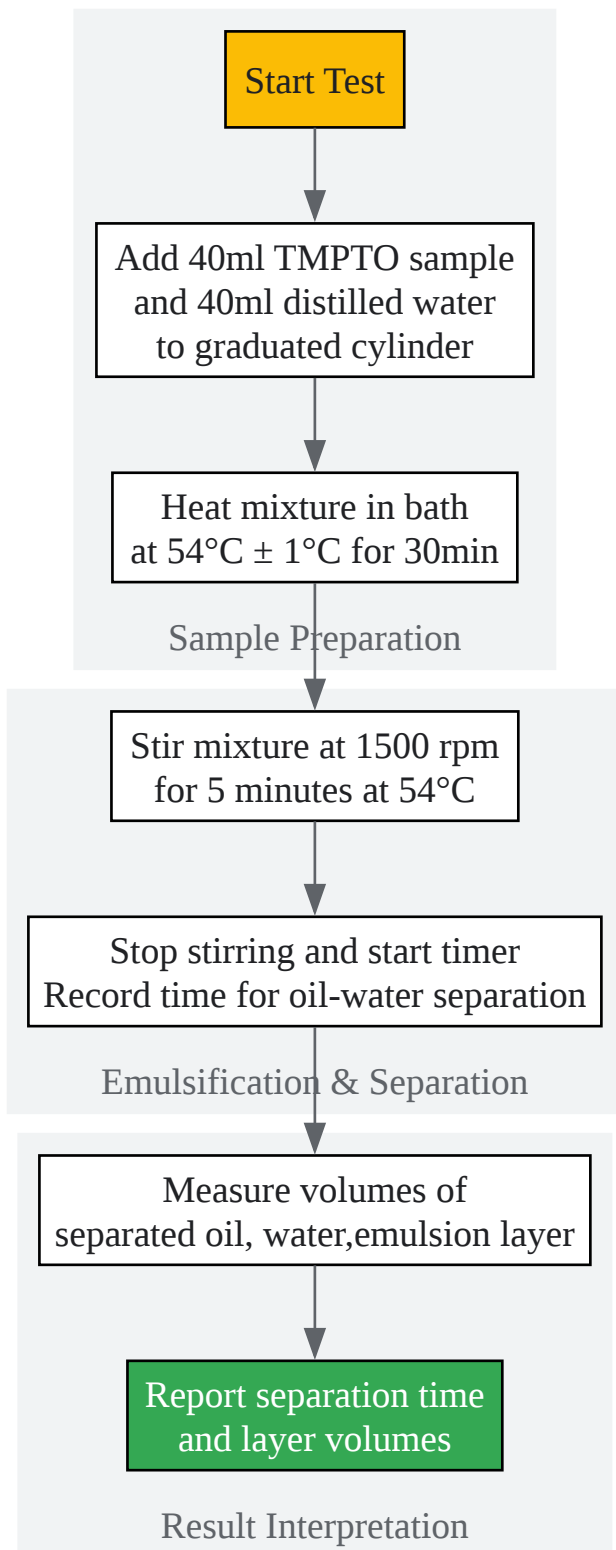 Start Test
Add 40ml TMPTO sample
and 40ml distilled water
to graduated cylinder
Heat mixture in bath
at 54°C ± 1°C for 30min
Sample Preparation
Stir mixture at 1500 rpm
for 5 minutes at 54°C
Stop stirring and start timer
Record time for oil-water separation
Emulsification & Separation
Measure volumes of
separated oil, water,emulsion layer
Report separation time
and layer volumes
Result Interpretation